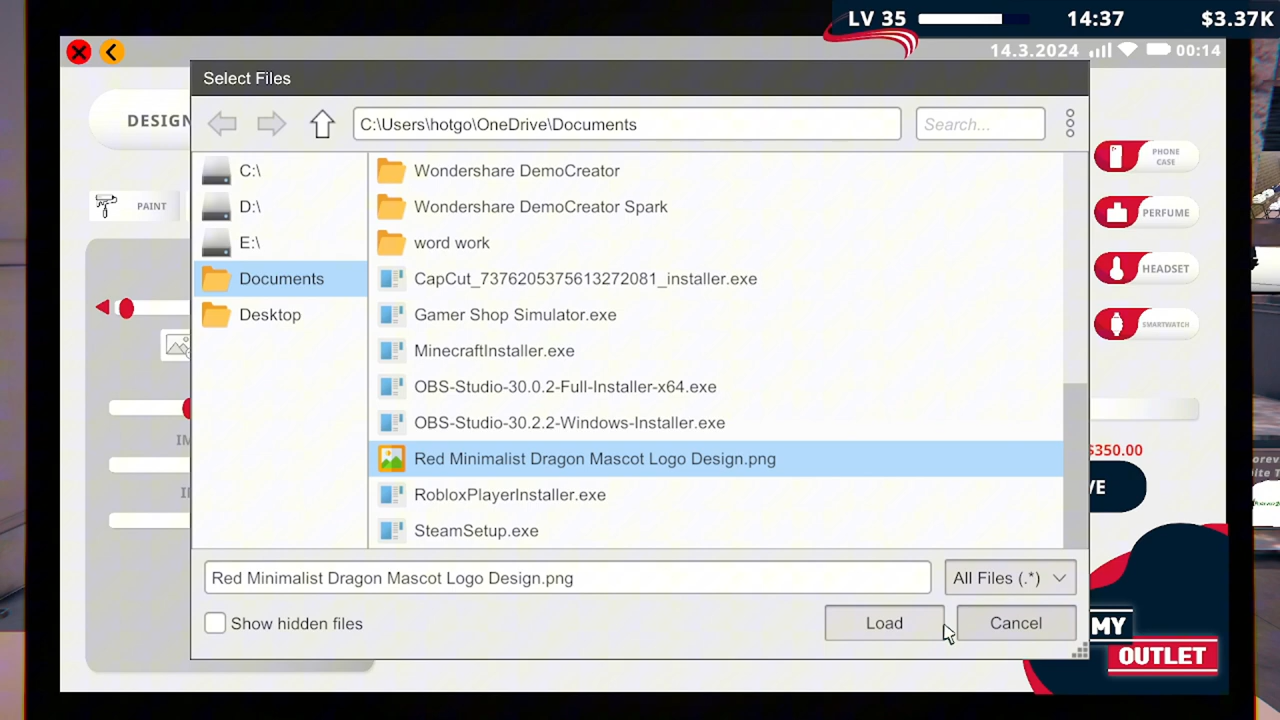 LV 35 14:37 $3.37K
14.3.2024 00:14
Select Files
DESIGN
C:\Users\hotgo\OneDrive\Documents Search...
C:\
D:\
E:\
Documents
Desktop
Wondershare DemoCreator
Wondershare DemoCreator Spark
word work
CapCut_7376205375613272081_installer.exe
Gamer Shop Simulator.exe
MinecraftInstaller.exe
OBS-Studio-30.0.2-Full-Installer-x64.exe
OBS-Studio-30.2.2-Windows-Installer.exe
Red Minimalist Dragon Mascot Logo Design.png
RobloxPlayerInstaller.exe
SteamSetup.exe
Red Minimalist Dragon Mascot Logo Design.png All Files (.*)
Show hidden files Load Cancel
PAINT
IM
I
PHONE
CASE
PERFUME
HEADSET
SMARTWATCH
$350.00
VE
MY
OUTLET